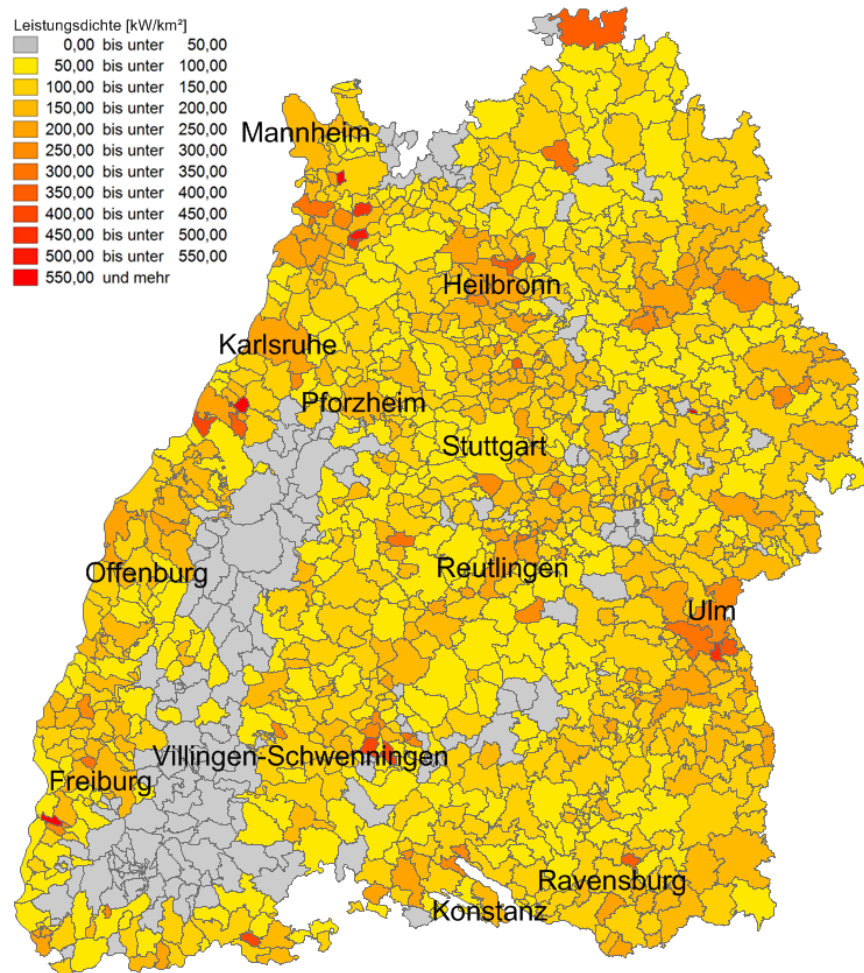 Leistungsdichte [kW/km²]
0,00 bis unter 50,00
50,00 bis unter 100,00
100,00 bis unter 150,00
150,00 bis unter 200,00
200,00 bis unter 250,00
250,00 bis unter 300,00
300,00 bis unter 350,00
350,00 bis unter 400,00
400,00 bis unter 450,00
450,00 bis unter 500,00
500,00 bis unter 550,00
550,00 und mehr
Mannheim
Heilbronn
Karlsruhe
Pforzheim
Stuttgart
Offenburg
Reutlingen
Ulm
Villingen-Schwenningen
Freiburg
Ravensburg
Konstanz